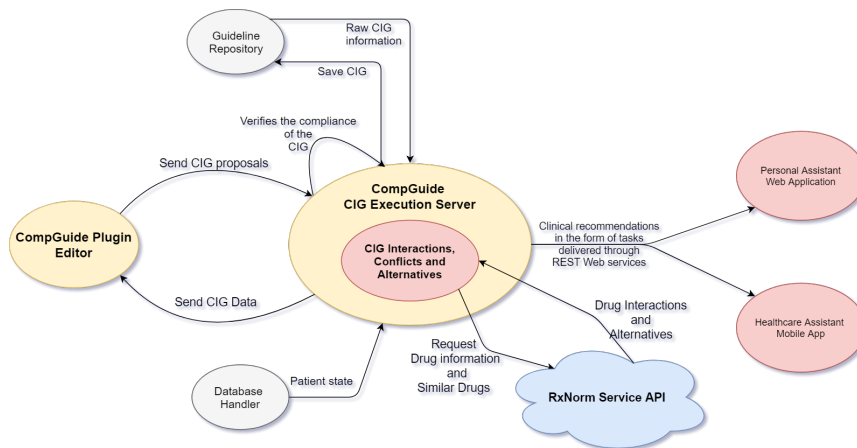 Guideline
Repository
Raw CIG
information
Save CIG
Verifies the compliance
of the
CIG
Send CIG proposals
CompGuide
CIG Execution Server
CompGuide Plugin
Editor
CIG Interactions,
Conflicts and
Alternatives
Personal Assistant
Web Application
Clinical recommendations
in the form of tasks
delivered through
REST Web services
Send CIG Data
Drug Interactions
and
Alternatives
Healthcare Assistant
Mobile App
Request
Drug information
and
Similar Drugs
Database
Handler
Patient state
RxNorm Service API